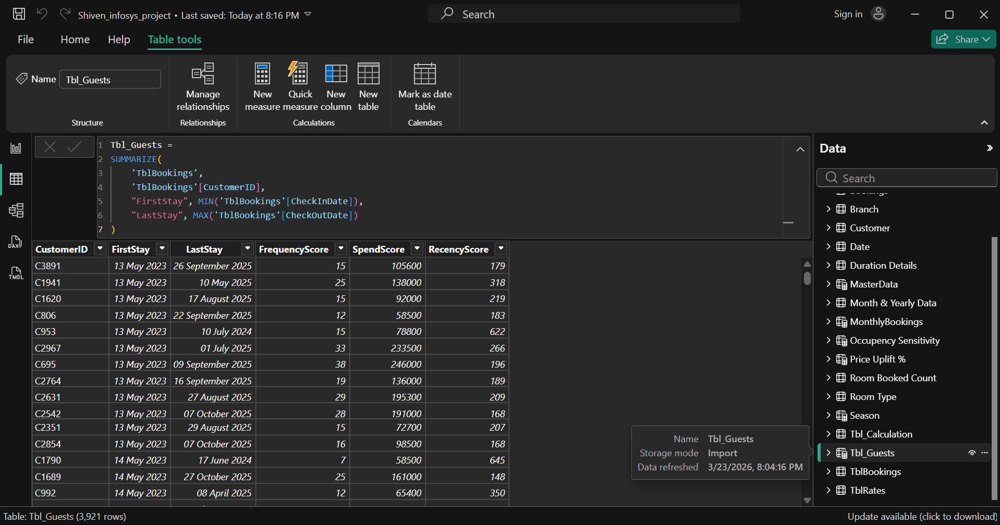 Shiven_infosys_project • Last saved: Today at 8:16 PM
Search
Sign in
File
Home
Help
Table tools
Share
Name
Tbl_Guests
Structure
Manage relationships
Relationships
New measure
Quick measure
New column
New table
Calculations
Mark as date table
Calendars
1 Tbl_Guests =
2 SUMMARIZE(
3 'TblBookings',
4 'TblBookings'[CustomerID],
5 "FirstStay", MIN('TblBookings'[CheckInDate]),
6 "LastStay", MAX('TblBookings'[CheckOutDate])
7 )
DAX
TMDL
CustomerID FirstStay LastStay FrequencyScore SpendScore RecencyScore
C3891 13 May 2023 26 September 2025 15 105600 179
C1941 13 May 2023 10 May 2025 25 138000 318
C1620 13 May 2023 17 August 2025 15 92000 219
C806 13 May 2023 22 September 2025 12 58500 183
C953 13 May 2023 10 July 2024 15 78800 622
C2967 13 May 2023 01 July 2025 33 233500 266
C695 13 May 2023 09 September 2025 38 246000 196
C2764 13 May 2023 16 September 2025 19 136000 189
C2631 13 May 2023 27 August 2025 29 195300 209
C2542 13 May 2023 07 October 2025 28 191000 168
C2351 13 May 2023 29 August 2025 15 72700 207
C2854 13 May 2023 07 October 2025 16 98500 168
C1790 14 May 2023 17 June 2024 7 58500 645
C1689 14 May 2023 27 October 2025 25 161000 148
C992 14 May 2023 08 April 2025 12 65400 350
Data
Search
Branch
Customer
Date
Duration Details
MasterData
Month & Yearly Data
MonthlyBookings
Occupency Sensitivity
Price Uplift %
Room Booked Count
Room Type
Season
Tbl_Calculation
Tbl_Guests
TblBookings
TblRates
Name Tbl_Guests
Storage mode Import
Data refreshed 3/23/2026, 8:04:16 PM
Table: Tbl_Guests (3,921 rows)
Update available (click to download)